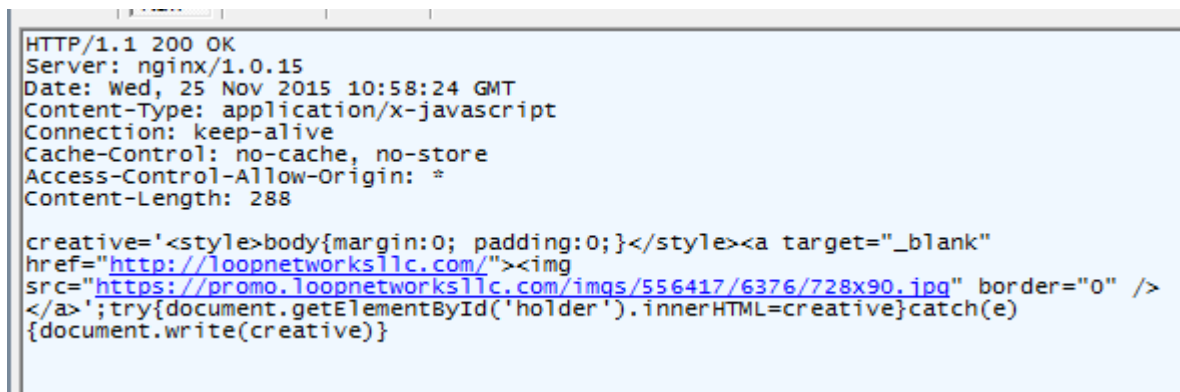 HTTP/1.1 200 OK
Server: nginx/1.0.15
Date: Wed, 25 Nov 2015 10:58:24 GMT
Content-Type: application/x-javascript
Connection: keep-alive
Cache-Control: no-cache, no-store
Access-Control-Allow-Origin: *
Content-Length: 288
creative='<style>body{margin:0; padding:0;}</style><a target="_blank"
href="http://loopnetworksllc.com/"><img
src="https://promo.loopnetworksllc.com/imgs/556417/6376/728x90.jpg" border="0" />
</a>';try{document.getElementById('holder').innerHTML=creative}catch(e)
{document.write(creative)}